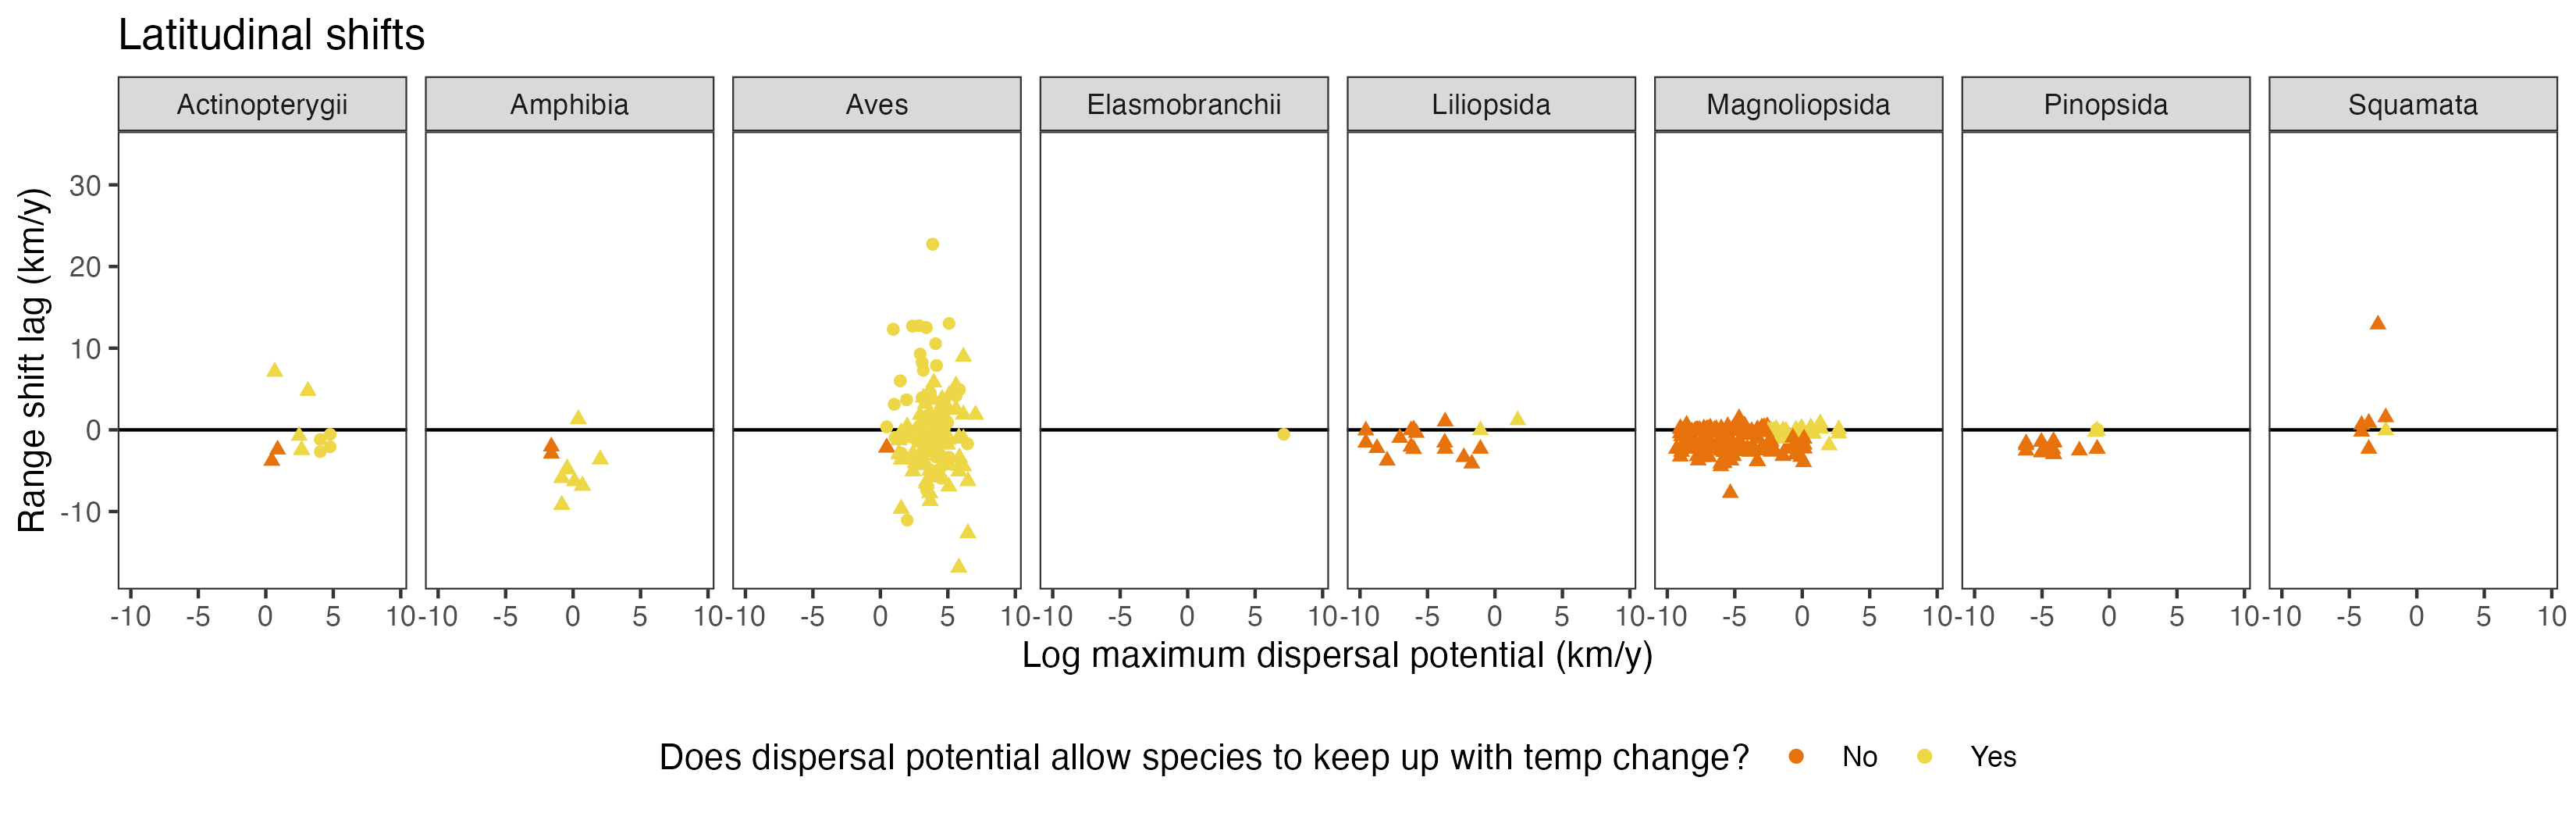 Latitudinal shifts
Actinopterygii Amphibia Aves Elasmobranchii Liliopsida Magnoliopsida Pinopsida Squamata
Range shift lag (km/y)
30
20
10
0
-10
-10 -5 0 5 10 -10 -5 0 5 10 -10 -5 0 5 10 -10 -5 0 5 10 -10 -5 0 5 10 -10 -5 0 5 10 -10 -5 0 5 10 -10 -5 0 5 10
Log maximum dispersal potential (km/y)
Does dispersal potential allow species to keep up with temp change? No Yes